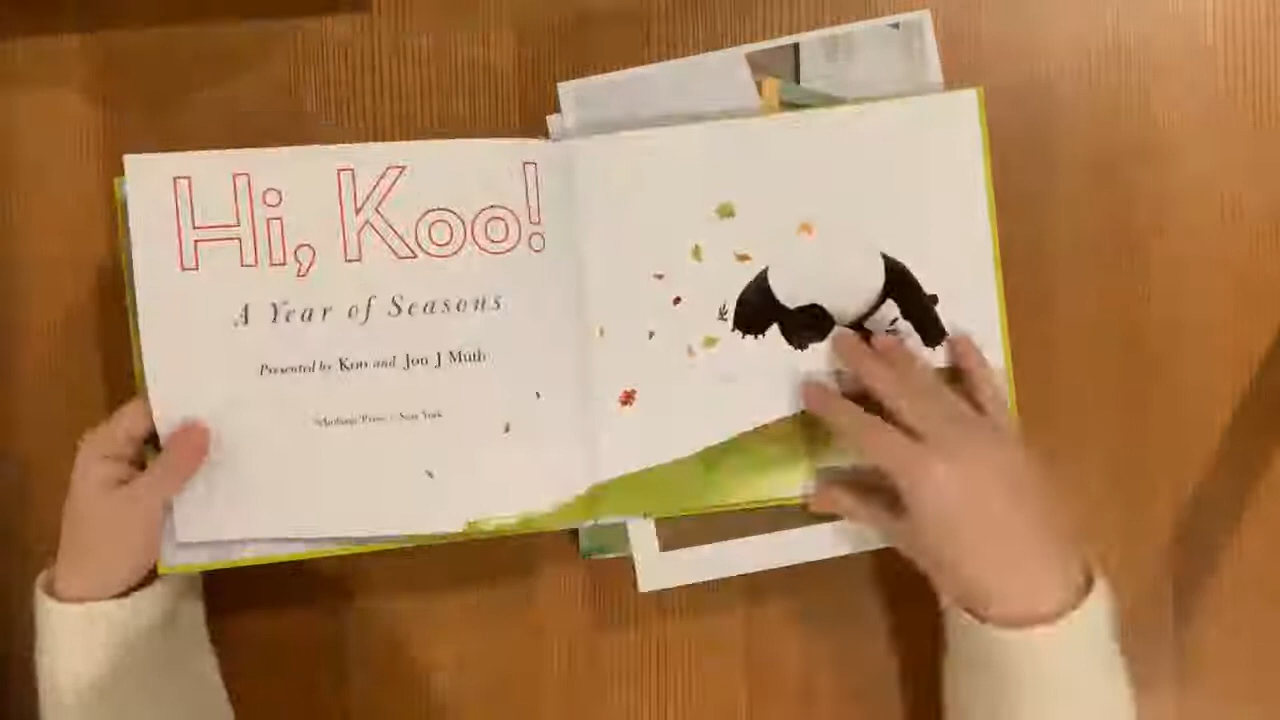 Hi, Koo!
A Year of Seasons
Presented by Koo and Jon J Muth
Scholastic Press · New York